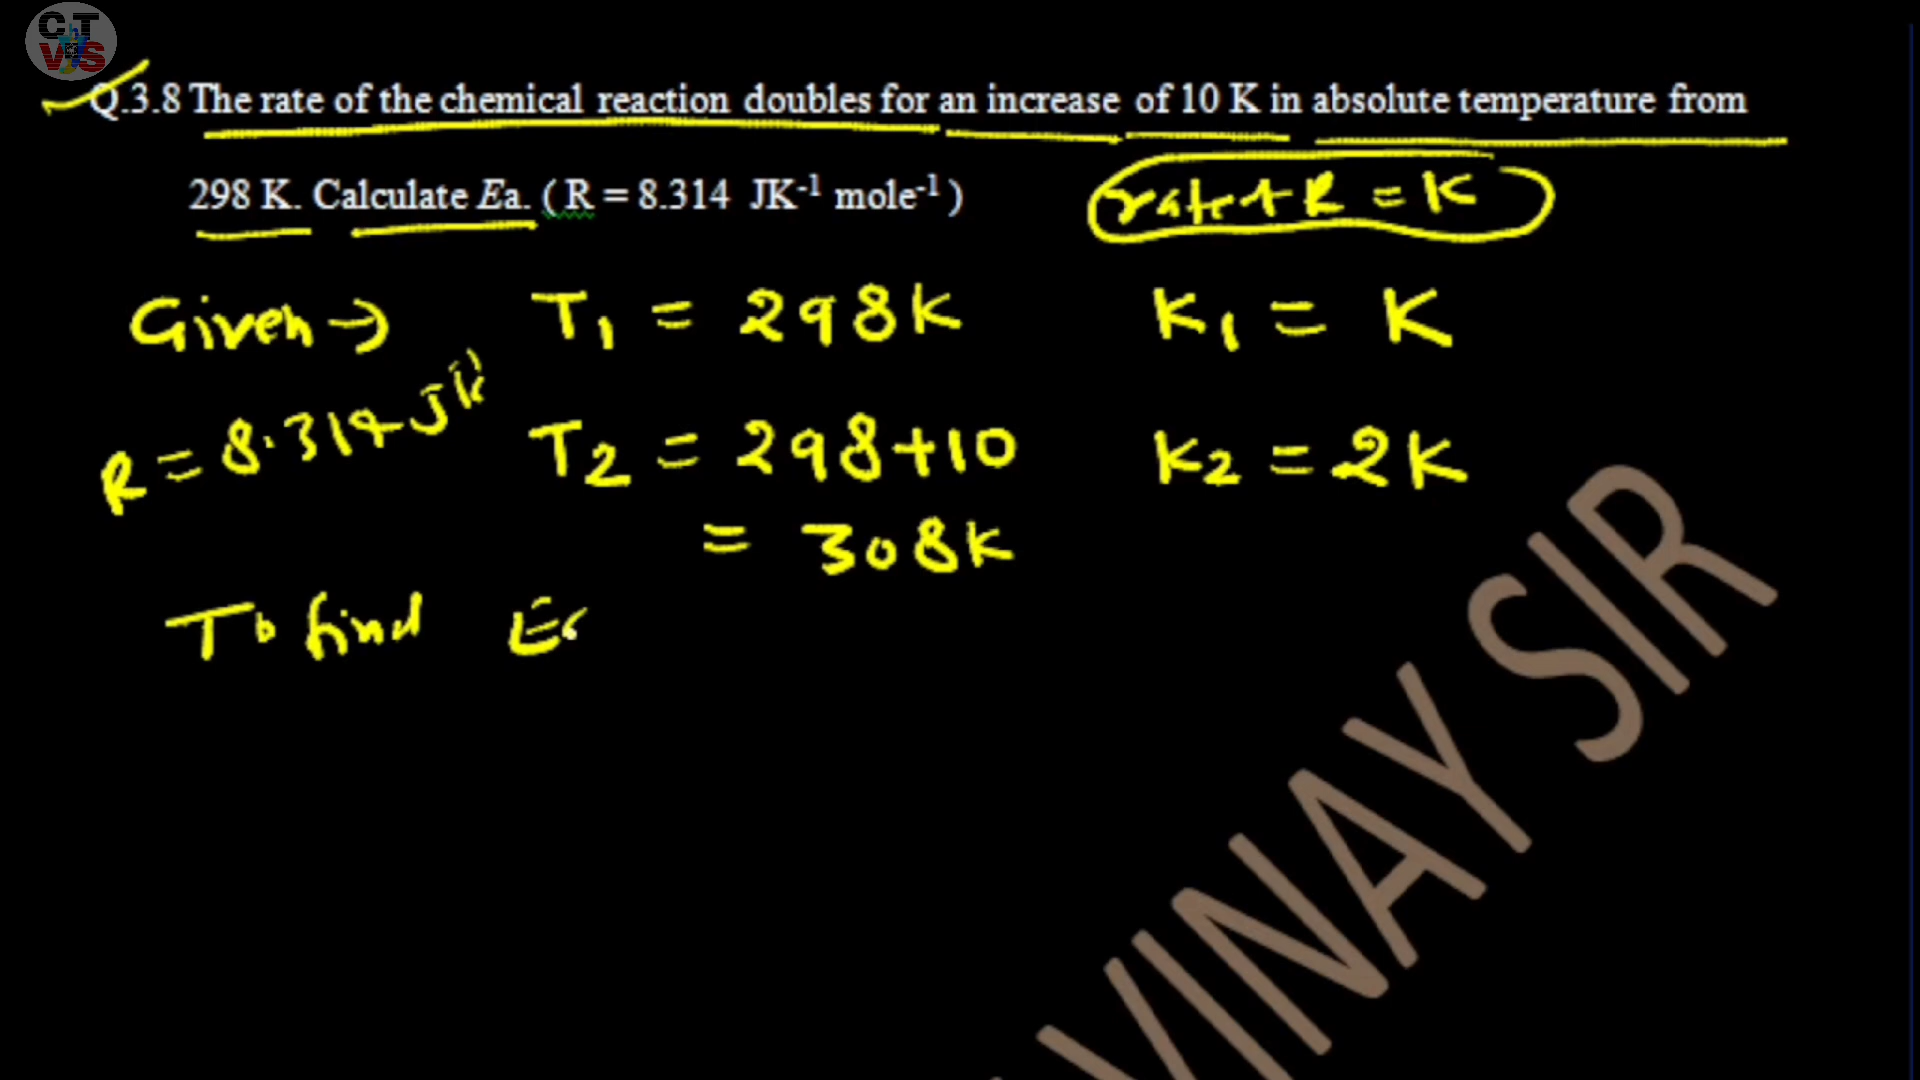 Q.3.8 The rate of the chemical reaction doubles for an increase of 10 K in absolute temperature from
298 K. Calculate Ea. ( R = 8.314 JK⁻¹ mole⁻¹ )
rate = K
Given → T₁ = 298K K₁ = K
R = 8.314 JK⁻¹
T₂ = 298+10 K₂ = 2K
= 308K
To find Ea
VINAY SIR